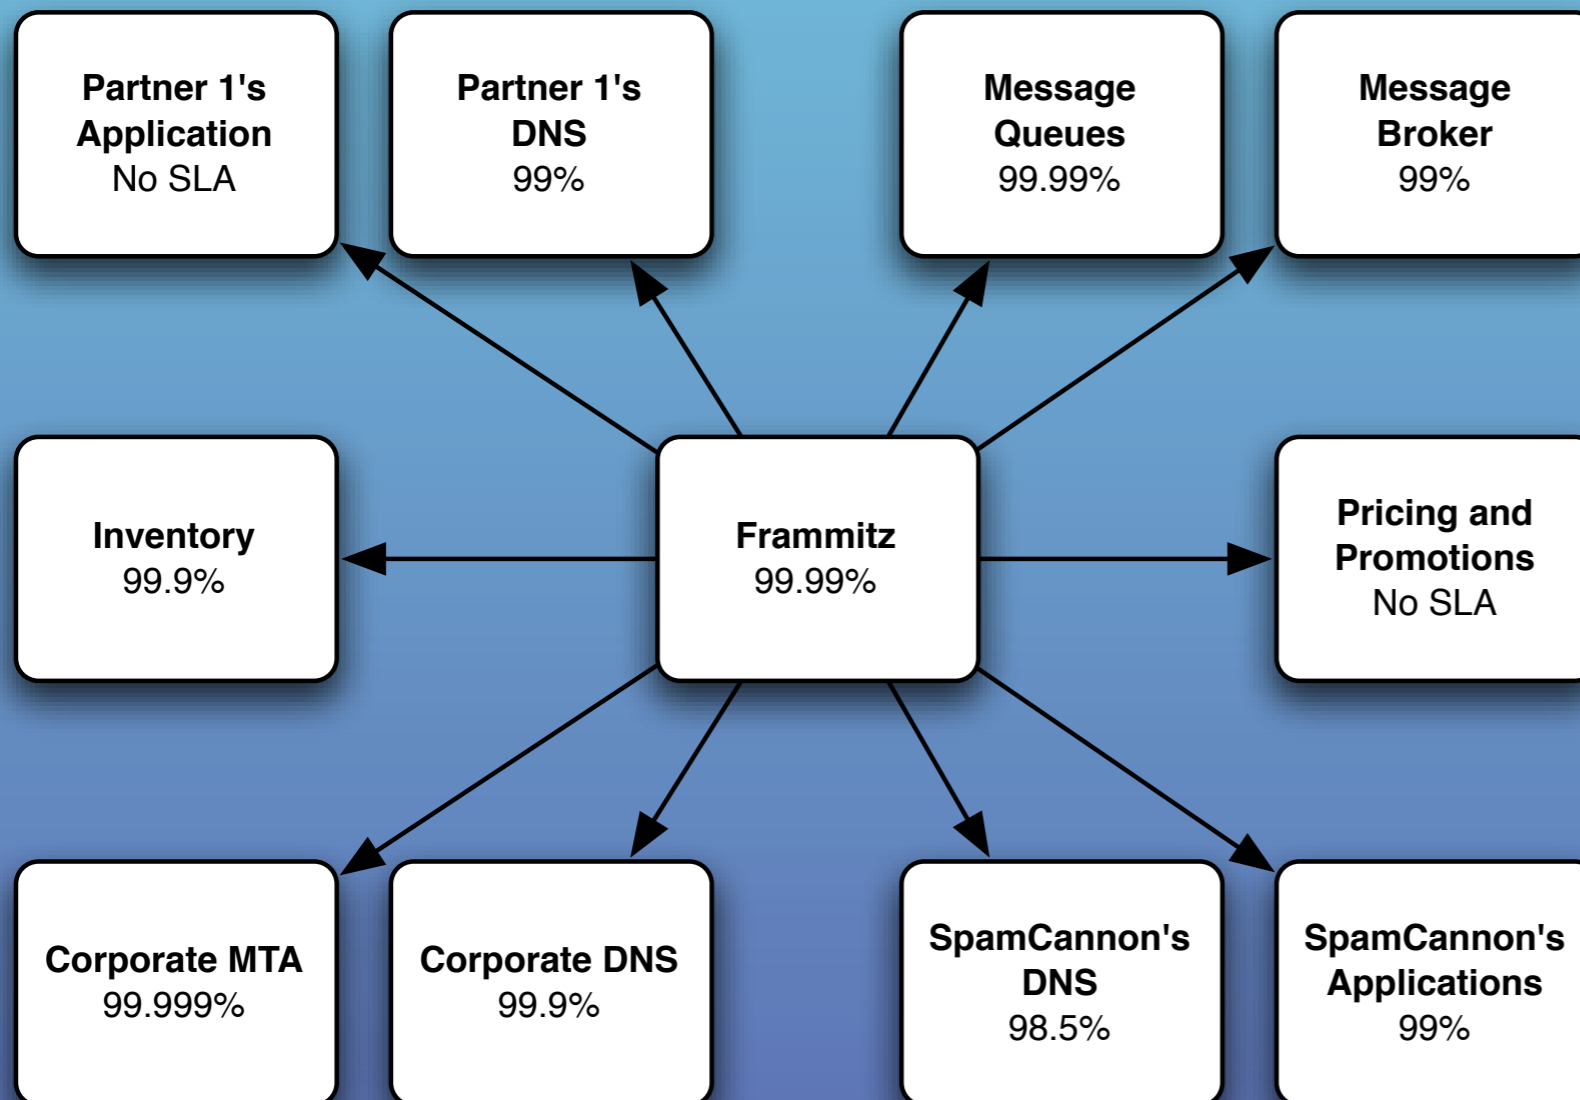 Partner 1's
Application
No SLA
Partner 1's
DNS
99%
Message
Queues
99.99%
Message
Broker
99%
Inventory
99.9%
Frammitz
99.99%
Pricing and
Promotions
No SLA
Corporate MTA
99.999%
Corporate DNS
99.9%
SpamCannon's
DNS
98.5%
SpamCannon's
Applications
99%